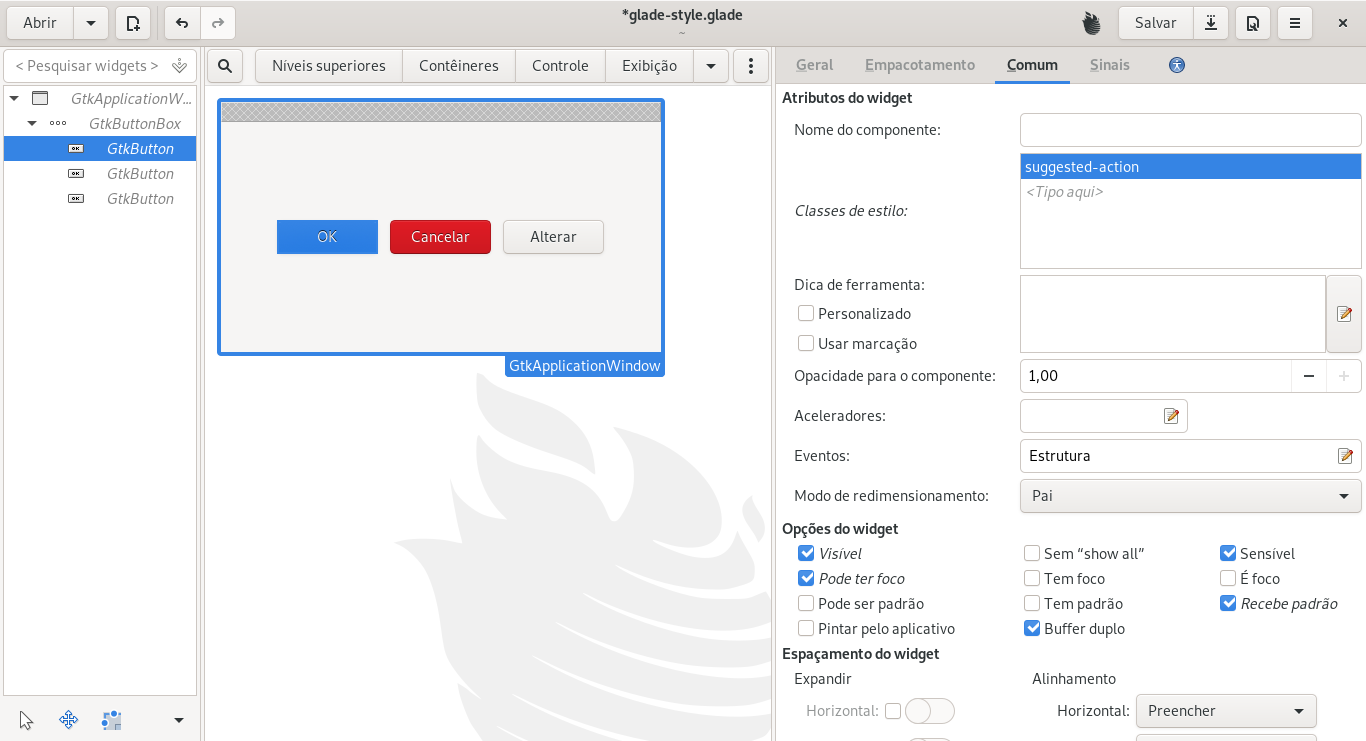 Abrir
*glade-style.glade
~
Salvar
< Pesquisar widgets >
Níveis superiores
Contêineres
Controle
Exibição
Geral
Empacotamento
Comum
Sinais
GtkApplicationW...
GtkButtonBox
GtkButton
GtkButton
GtkButton
OK
Cancelar
Alterar
GtkApplicationWindow
Atributos do widget
Nome do componente:
Classes de estilo:
suggested-action
<Tipo aqui>
Dica de ferramenta:
Personalizado
Usar marcação
Opacidade para o componente: 1,00
Aceleradores:
Eventos: Estrutura
Modo de redimensionamento: Pai
Opções do widget
Visível Sem “show all” Sensível
Pode ter foco Tem foco É foco
Pode ser padrão Tem padrão Recebe padrão
Pintar pelo aplicativo Buffer duplo
Espaçamento do widget
Expandir Alinhamento
Horizontal: Horizontal: Preencher